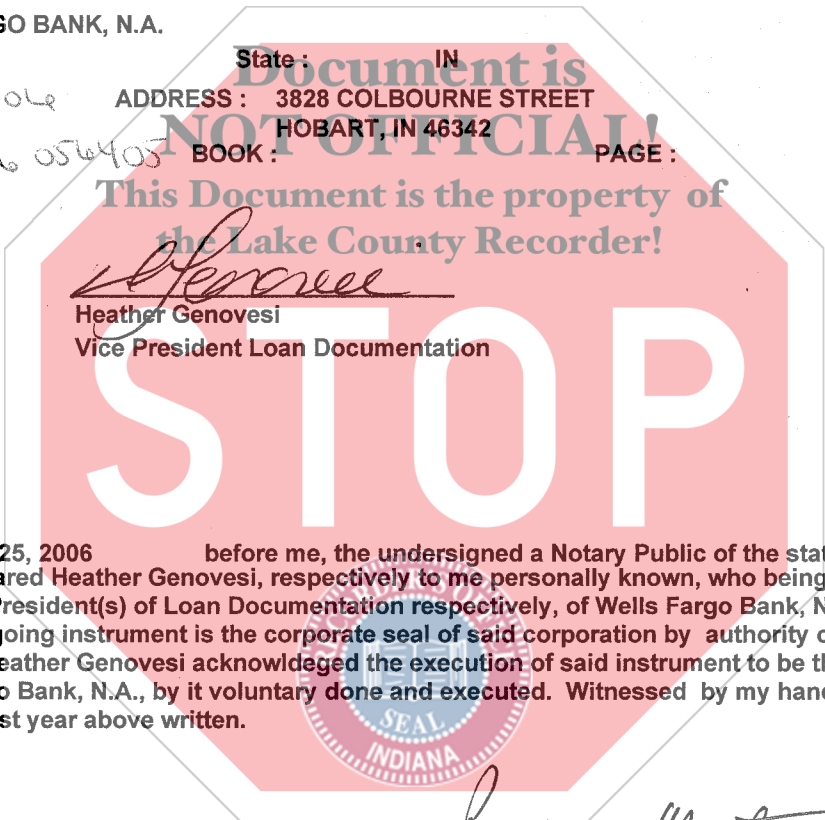 GO BANK, N.A.
Document is
State : IN
ADDRESS : 3828 COLBOURNE STREET
NOT OFFICIAL!
HOBART, IN 46342
056405
BOOK : PAGE :
This Document is the property of
the Lake County Recorder!
Heather Genovesi
Vice President Loan Documentation
STOP
25, 2006 before me, the undersigned a Notary Public of the stat
ared Heather Genovesi, respectively to me personally known, who being
President(s) of Loan Documentation respectively, of Wells Fargo Bank, N
going instrument is the corporate seal of said corporation by authority o
eather Genovesi acknowldeged the execution of said instrument to be th
o Bank, N.A., by it voluntary done and executed. Witnessed by my hand
st year above written.
SEAL
INDIANA